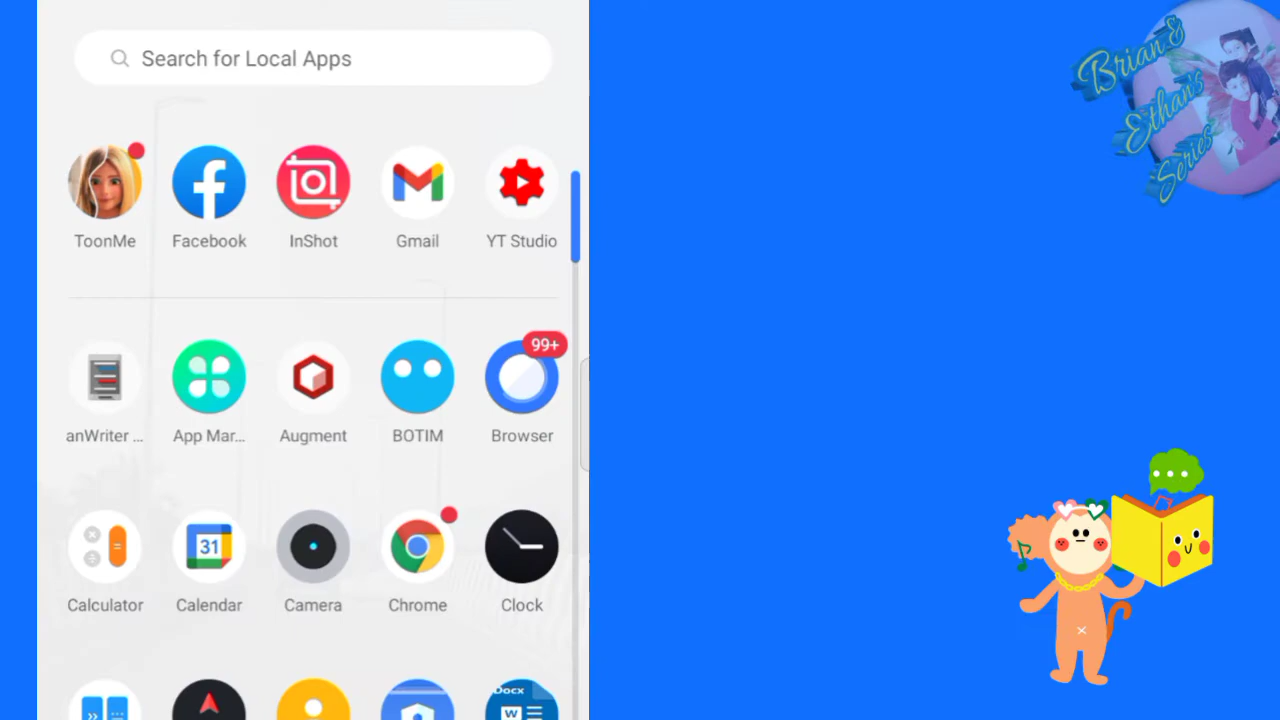 Search for Local Apps
ToonMe
Facebook
InShot
Gmail
YT Studio
99+
anWriter ...
App Mar...
Augment
BOTIM
Browser
31
Calculator
Calendar
Camera
Chrome
Clock
Docx
W
Brian &
Ethan's
Series